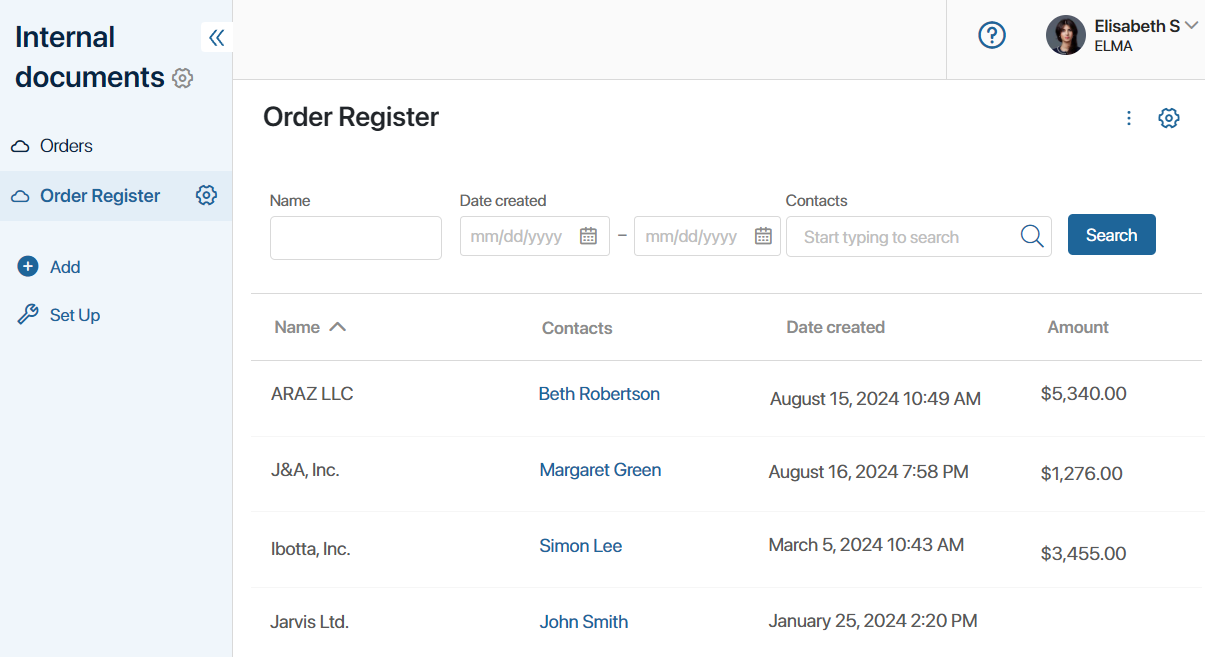 Internal
documents
Elisabeth S
ELMA
Orders
Order Register
Add
Set Up
Order Register
Name
Date created
Contacts
mm/dd/yyyy – mm/dd/yyyy
Start typing to search
Search
Name Contacts Date created Amount
ARAZ LLC Beth Robertson August 15, 2024 10:49 AM $5,340.00
J&A, Inc. Margaret Green August 16, 2024 7:58 PM $1,276.00
Ibotta, Inc. Simon Lee March 5, 2024 10:43 AM $3,455.00
Jarvis Ltd. John Smith January 25, 2024 2:20 PM